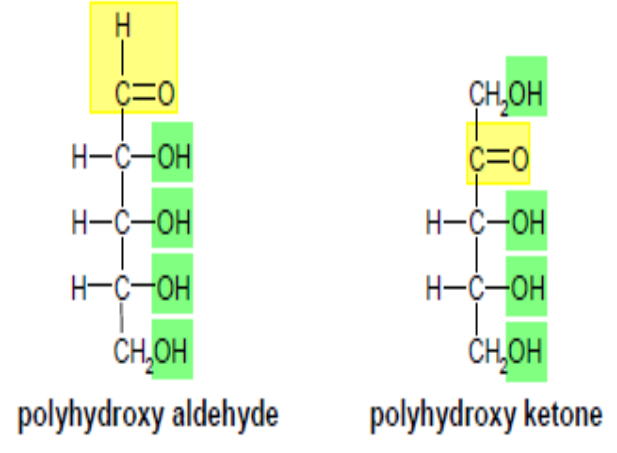 H
C=O
H—C—OH
H—C—OH
H—C—OH
CH₂OH
polyhydroxy aldehyde
CH₂OH
C=O
H—C—OH
H—C—OH
CH₂OH
polyhydroxy ketone